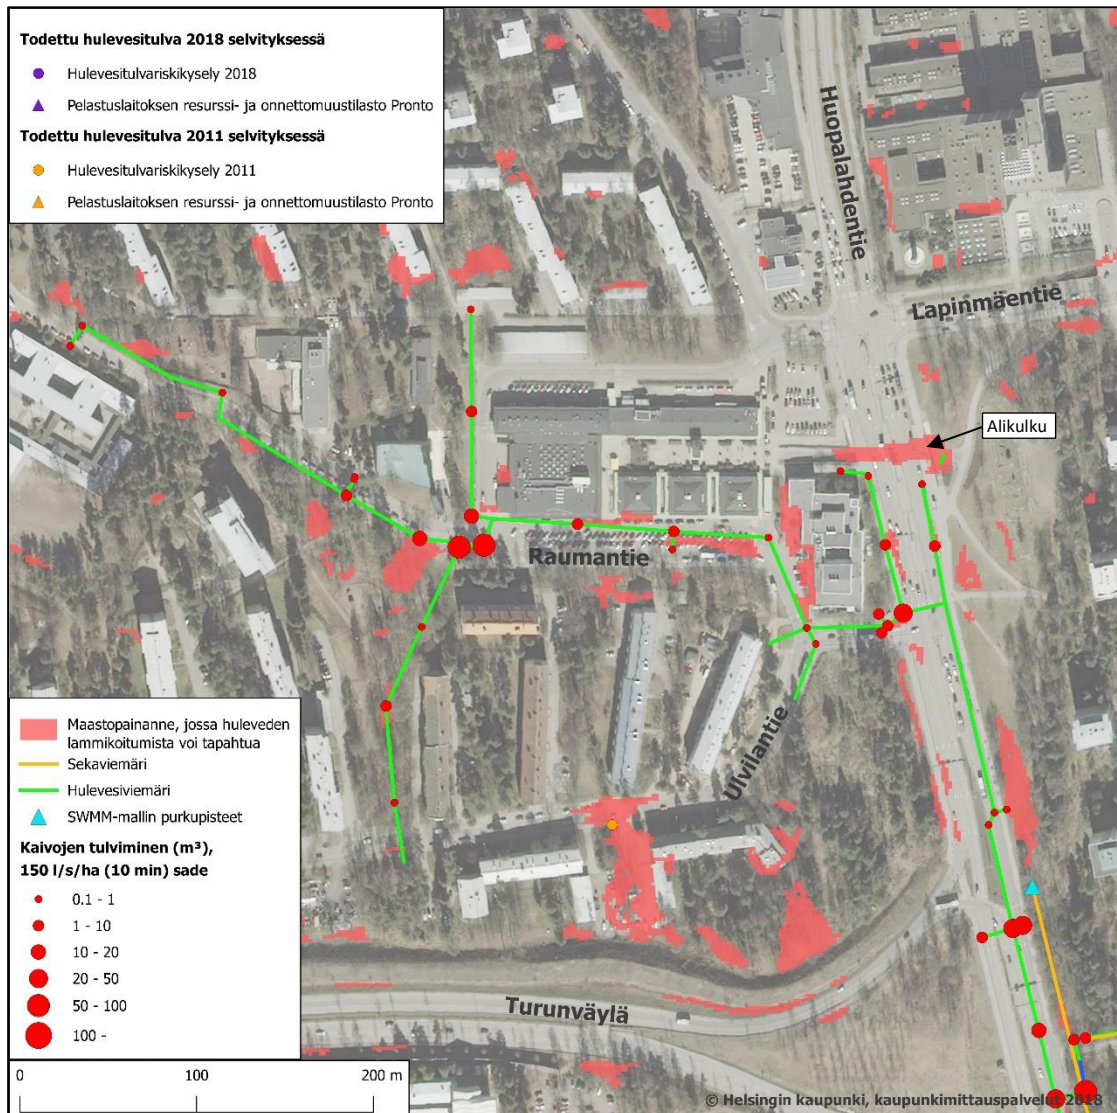 Todettu hulevesitulva 2018 selvityksessä
Hulevesitulvariskikysely 2018
Pelastuslaitoksen resurssi- ja onnettomuustilasto Pronto
Todettu hulevesitulva 2011 selvityksessä
Hulevesitulvariskikysely 2011
Pelastuslaitoksen resurssi- ja onnettomuustilasto Pronto
Huopalahdentie
Lapinmäentie
Alikulku
Raumantie
Ulvilantie
Turunväylä
Maastopainanne, jossa huleveden
lammikoitumista voi tapahtua
Sekaviemäri
Hulevesiviemäri
SWMM-mallin purkupisteet
Kaivojen tulviminen (m³),
150 l/s/ha (10 min) sade
0.1 - 1
1 - 10
10 - 20
20 - 50
50 - 100
100 -
0 100 200 m
© Helsingin kaupunki, kaupunkimittauspalvelut 2018